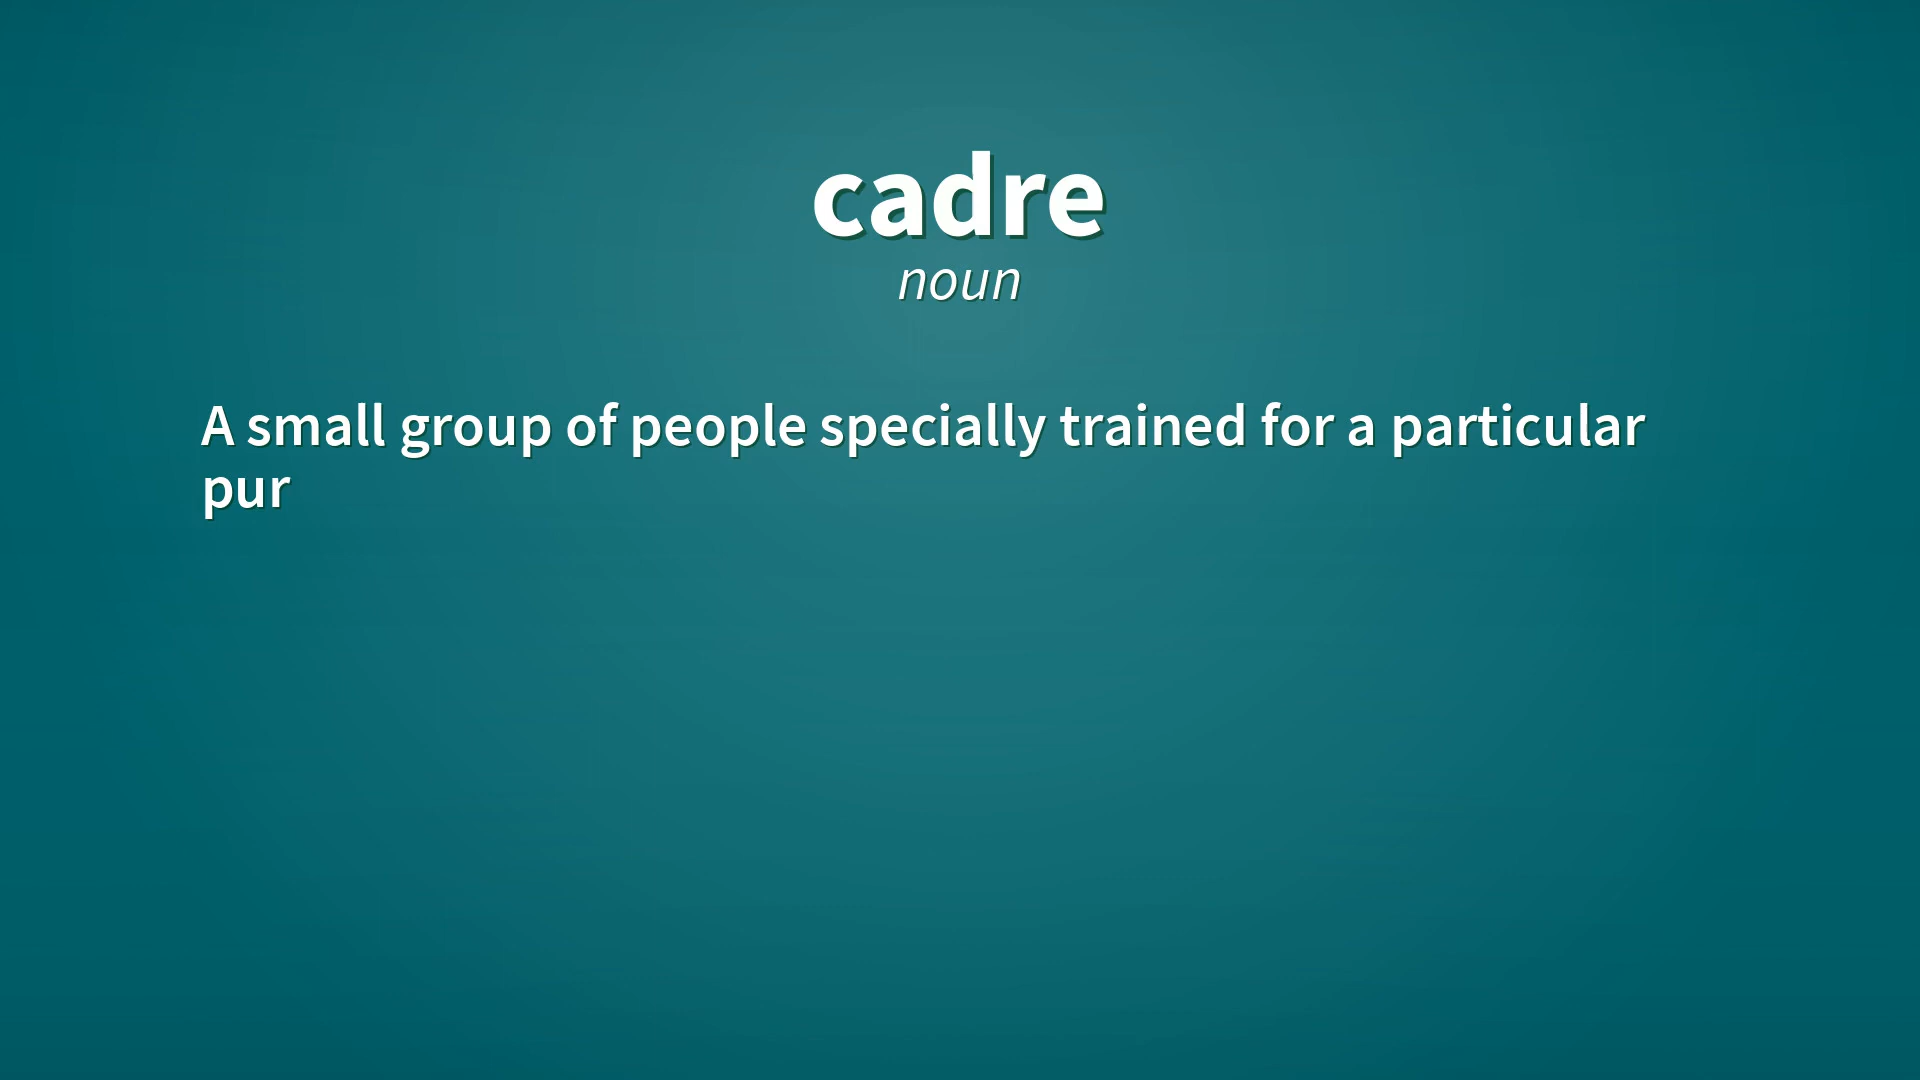 cadre
noun
A small group of people specially trained for a particular
pur